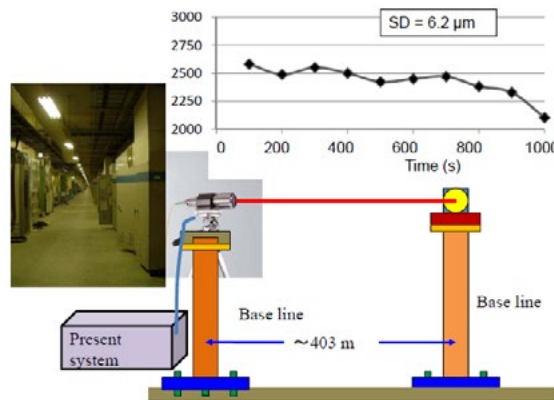 3000
SD = 6.2 μm
2750
2500
2250
2000
0 200 400 600 800 1000
Time (s)
Base line
Base line
~403 m
Present
system